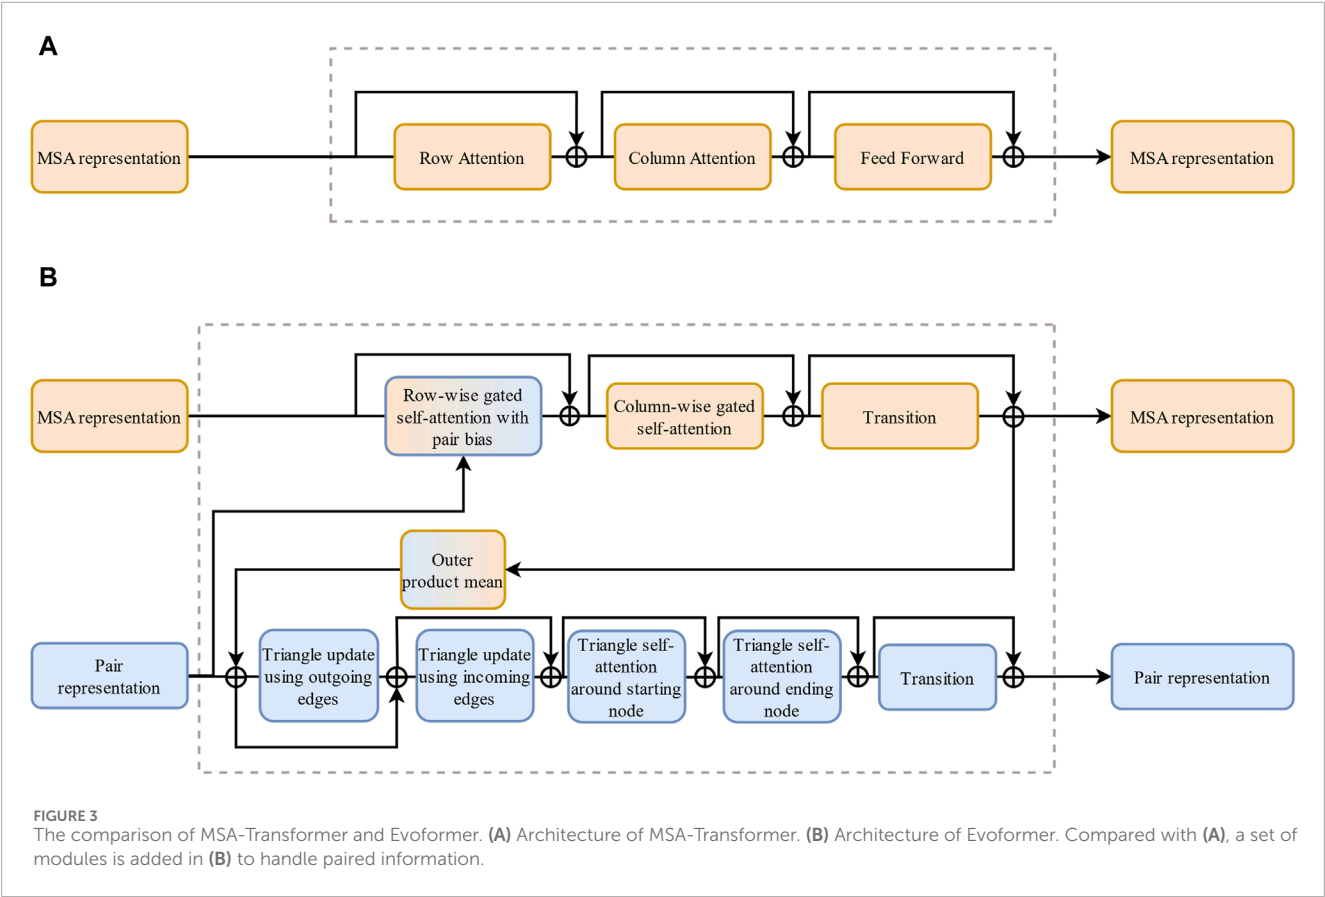 A
MSA representation
Row Attention
Column Attention
Feed Forward
MSA representation
B
MSA representation
Row-wise gated
self-attention with
pair bias
Column-wise gated
self-attention
Transition
MSA representation
Outer
product mean
Pair
representation
Triangle update
using outgoing
edges
Triangle update
using incoming
edges
Triangle self-
attention
around starting
node
Triangle self-
attention
around ending
node
Transition
Pair representation
FIGURE 3
The comparison of MSA-Transformer and Evoformer. (A) Architecture of MSA-Transformer. (B) Architecture of Evoformer. Compared with (A), a set of
modules is added in (B) to handle paired information.